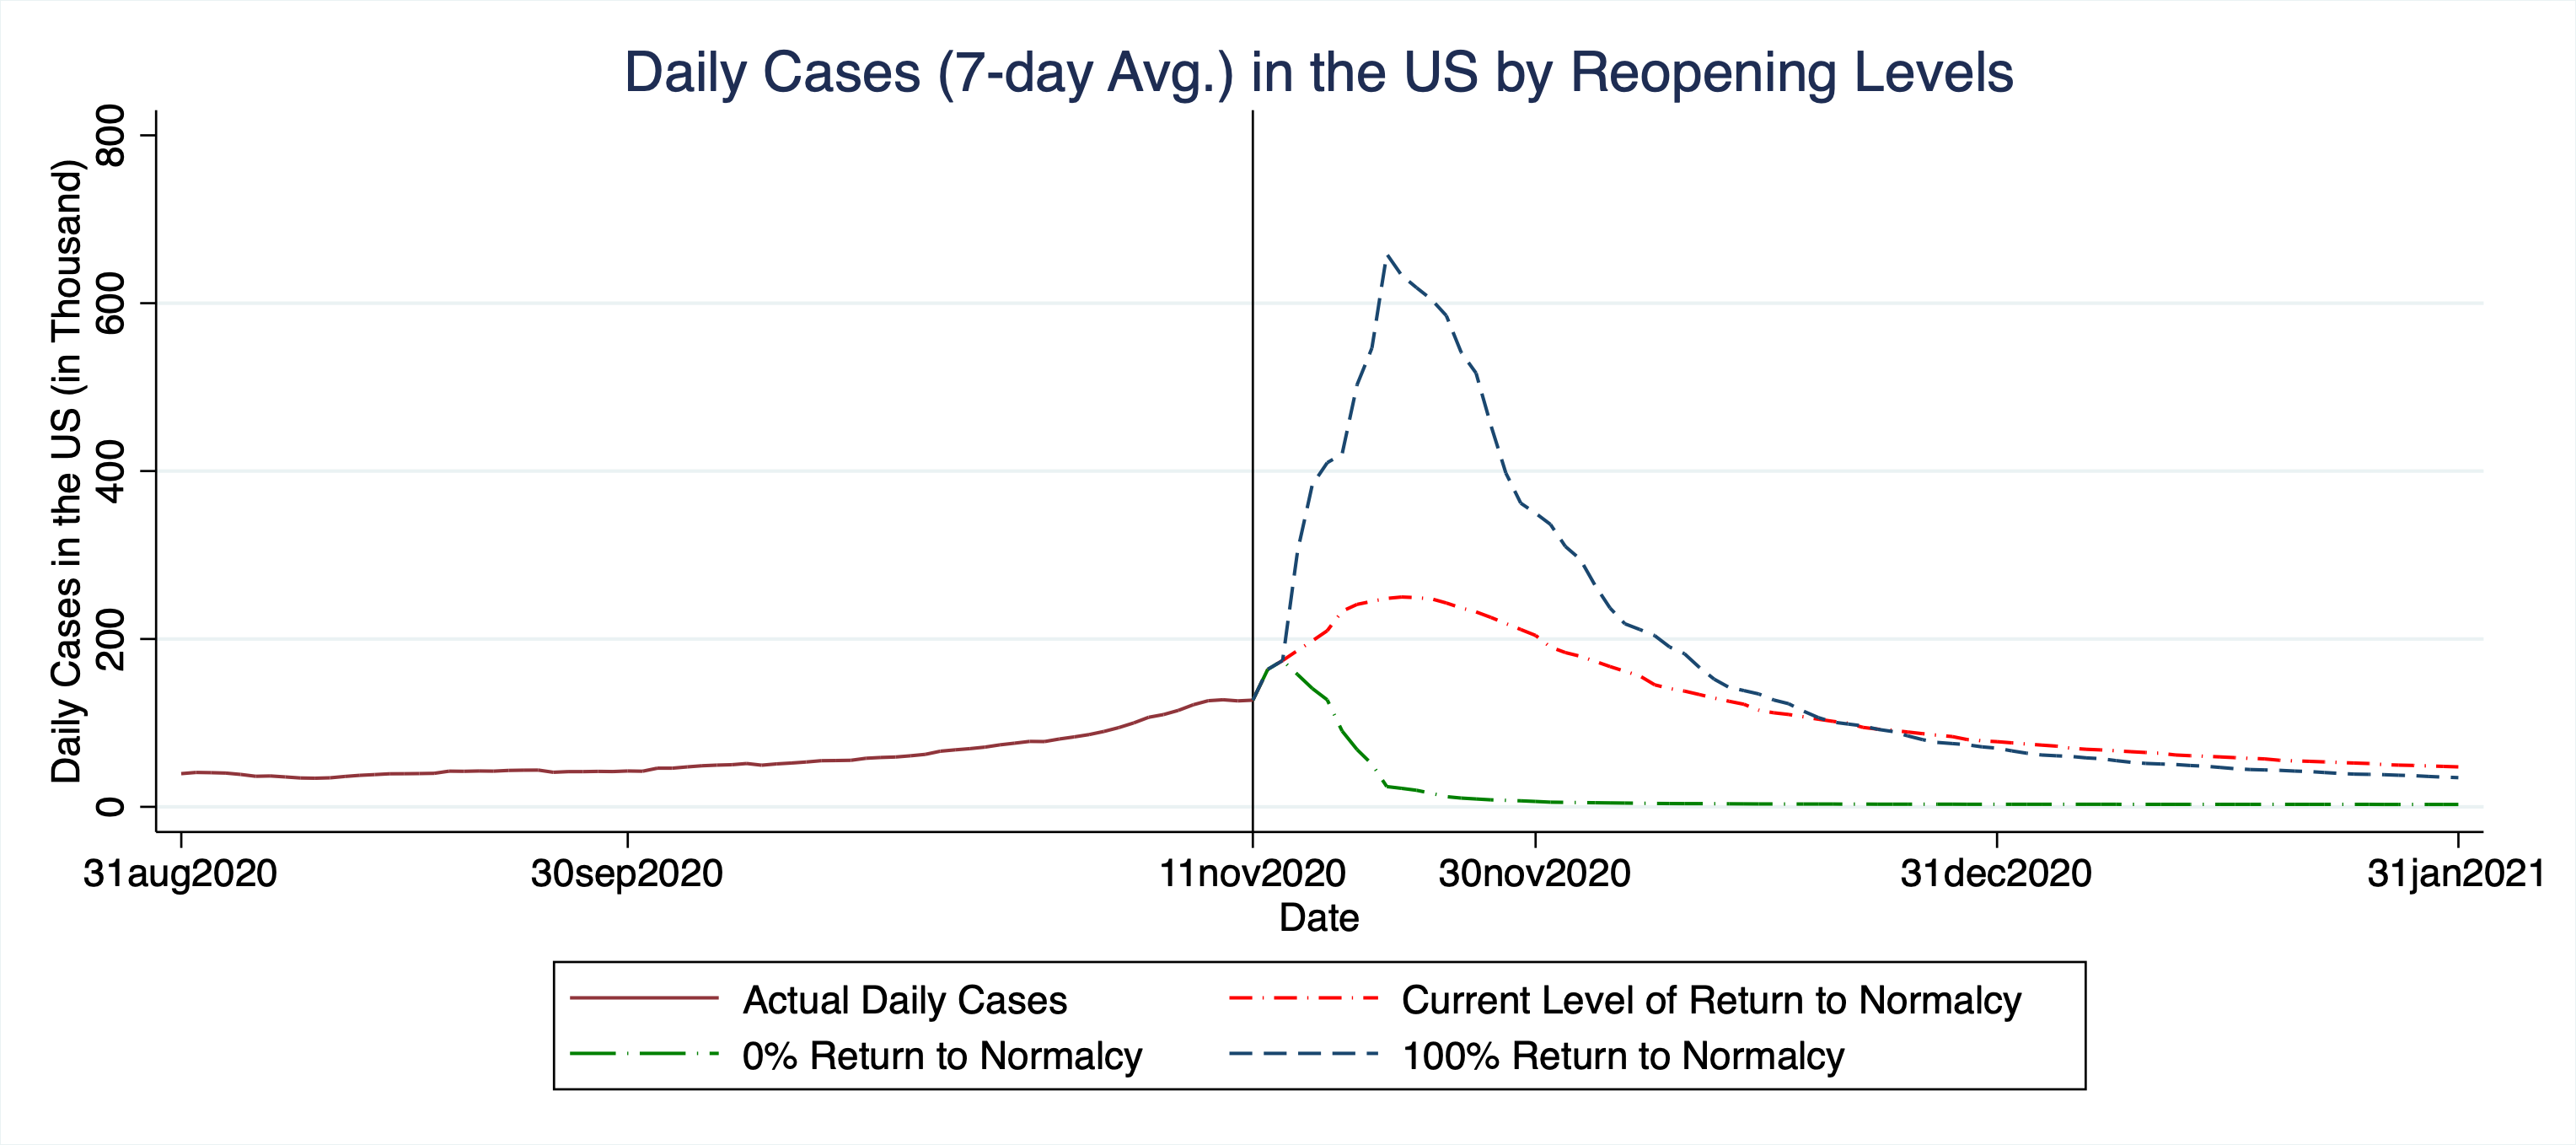 Daily Cases (7-day Avg.) in the US by Reopening Levels
Daily Cases in the US (in Thousand)
800
600
400
200
0
31aug2020 30sep2020 11nov2020 30nov2020 31dec2020 31jan2021
Date
Actual Daily Cases Current Level of Return to Normalcy
0% Return to Normalcy 100% Return to Normalcy